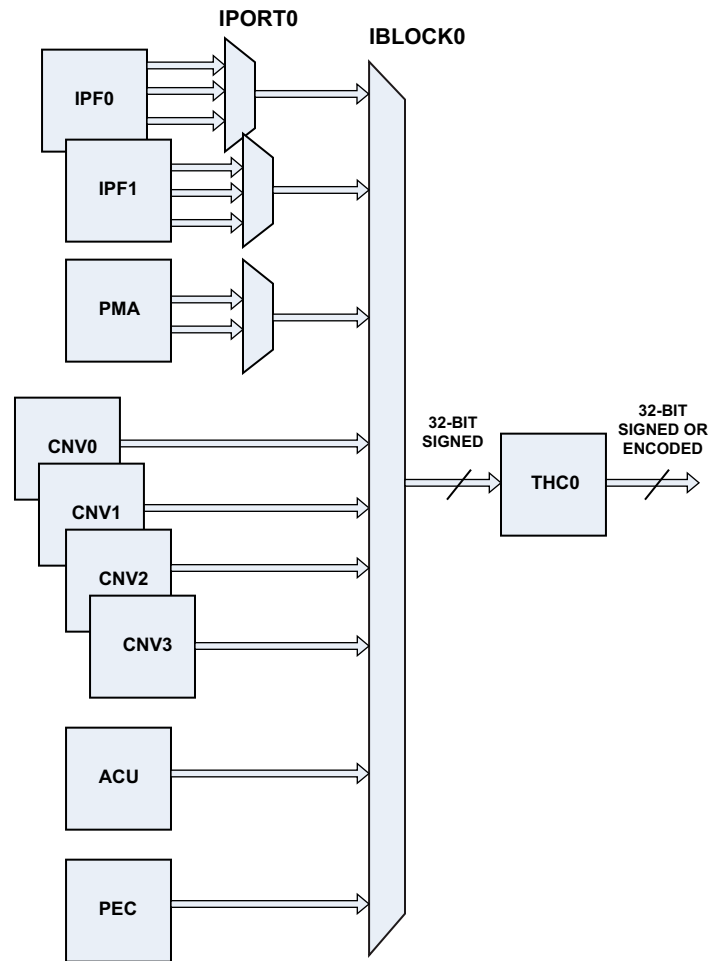 IPORT0
IBLOCK0
IPF0
IPF1
PMA
CNV0
CNV1
CNV2
CNV3
ACU
PEC
32-BIT
SIGNED
THC0
32-BIT
SIGNED OR
ENCODED